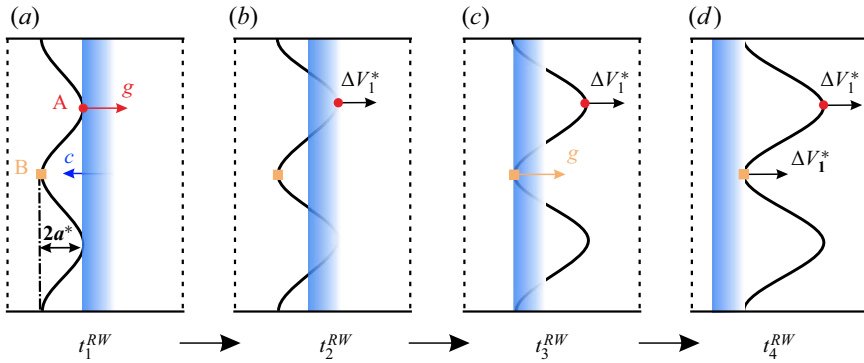 (a) (b) (c) (d)
A g ΔV₁* ΔV₁* ΔV₁*
B c g ΔV₁*
2a*
t₁ᴿᵂ t₂ᴿᵂ t₃ᴿᵂ t₄ᴿᵂ